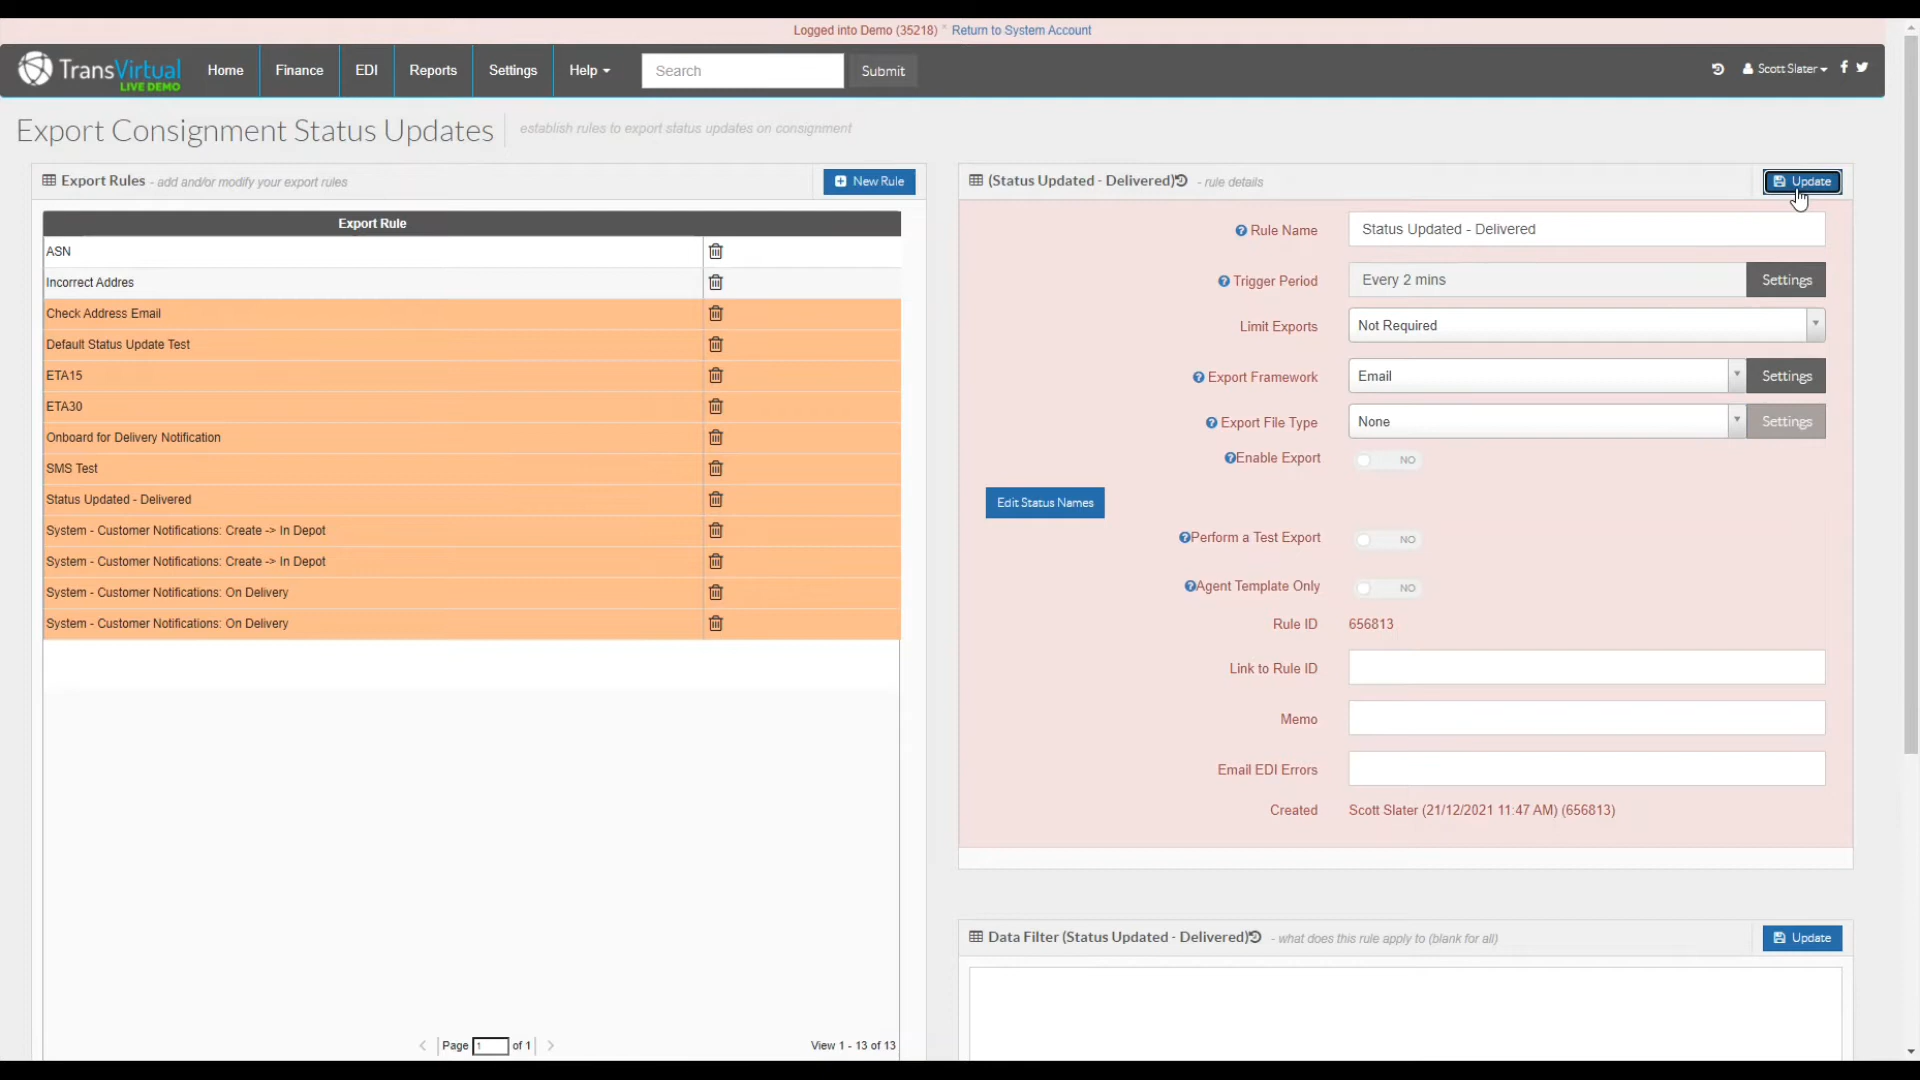 Logged into Demo (35218) * Return to System Account
TransVirtual
LIVE DEMO
Home
Finance
EDI
Reports
Settings
Help
Search
Submit
Scott Slater
Export Consignment Status Updates
establish rules to export status updates on consignment
Export Rules - add and/or modify your export rules
New Rule
Export Rule
ASN
Incorrect Addres
Check Address Email
Default Status Update Test
ETA15
ETA30
Onboard for Delivery Notification
SMS Test
Status Updated - Delivered
System - Customer Notifications: Create -> In Depot
System - Customer Notifications: Create -> In Depot
System - Customer Notifications: On Delivery
System - Customer Notifications: On Delivery
Page 1 of 1
View 1 - 13 of 13
(Status Updated - Delivered) - rule details
Update
Rule Name
Status Updated - Delivered
Trigger Period
Every 2 mins
Settings
Limit Exports
Not Required
Export Framework
Email
Settings
Export File Type
None
Settings
Enable Export
NO
Edit Status Names
Perform a Test Export
NO
Agent Template Only
NO
Rule ID
656813
Link to Rule ID
Memo
Email EDI Errors
Created
Scott Slater (21/12/2021 11:47 AM) (656813)
Data Filter (Status Updated - Delivered) - what does this rule apply to (blank for all)
Update